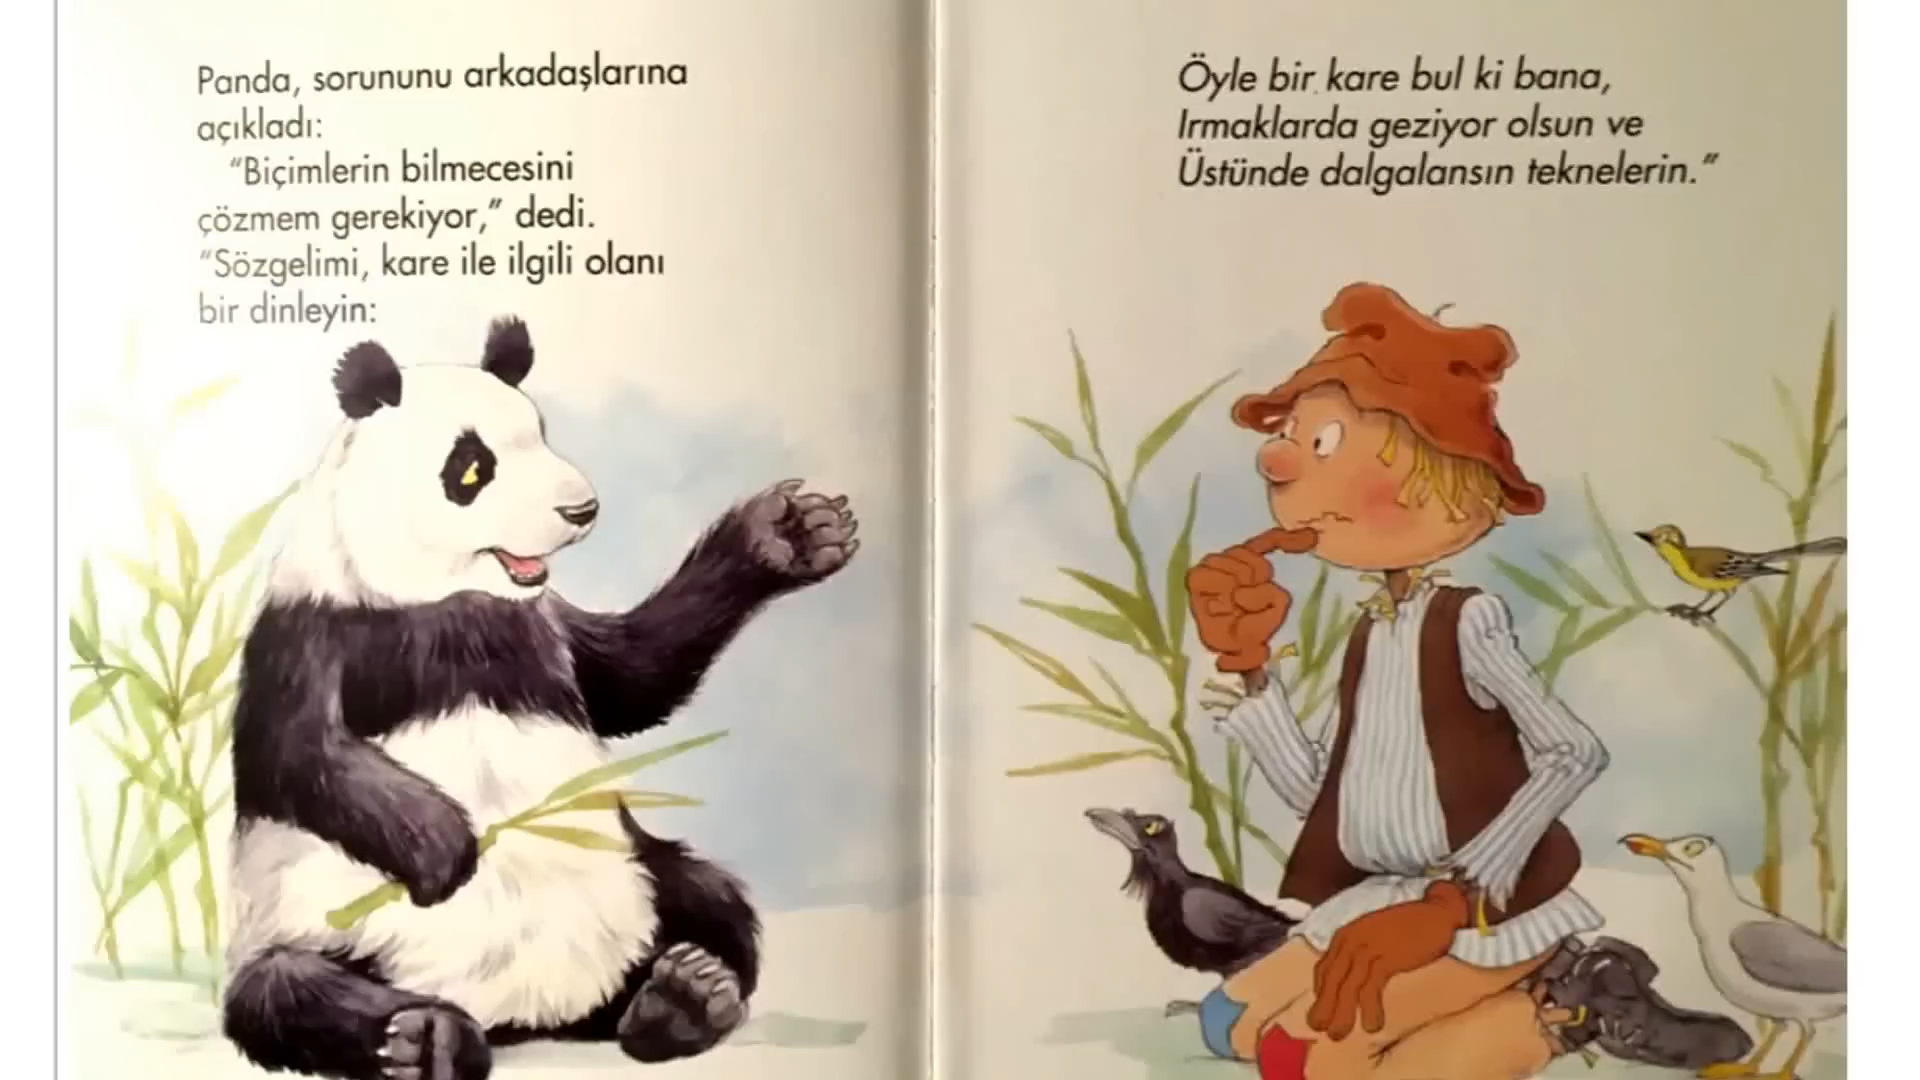 Panda, sorununu arkadaşlarına
açıkladı:
"Biçimlerin bilmecesini
çözmem gerekiyor," dedi.
"Sözgelimi, kare ile ilgili olanı
bir dinleyin:
Öyle bir kare bul ki bana,
Irmaklarda geziyor olsun ve
Üstünde dalgalansın teknelerin."